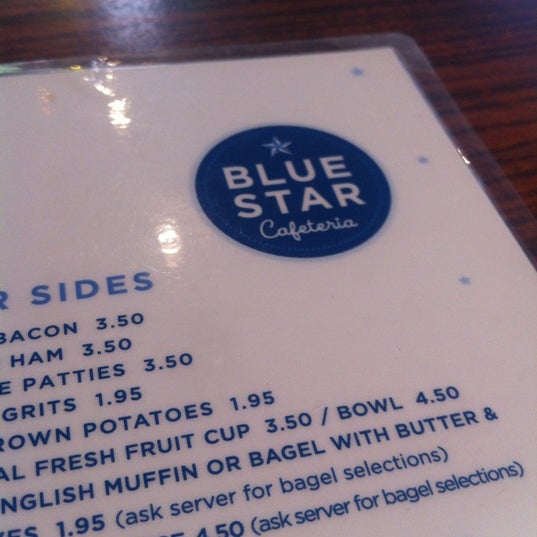 BLUE
STAR
Cafeteria
SIDES
BACON 3.50
HAM 3.50
PATTIES 3.50
GRITS 1.95
POTATOES 1.95
FRESH FRUIT CUP 3.50 / BOWL 4.50
NGLISH MUFFIN OR BAGEL WITH BUTTER &
1.95 (ask server for bagel selections)
4.50 (ask server for bagel selections)